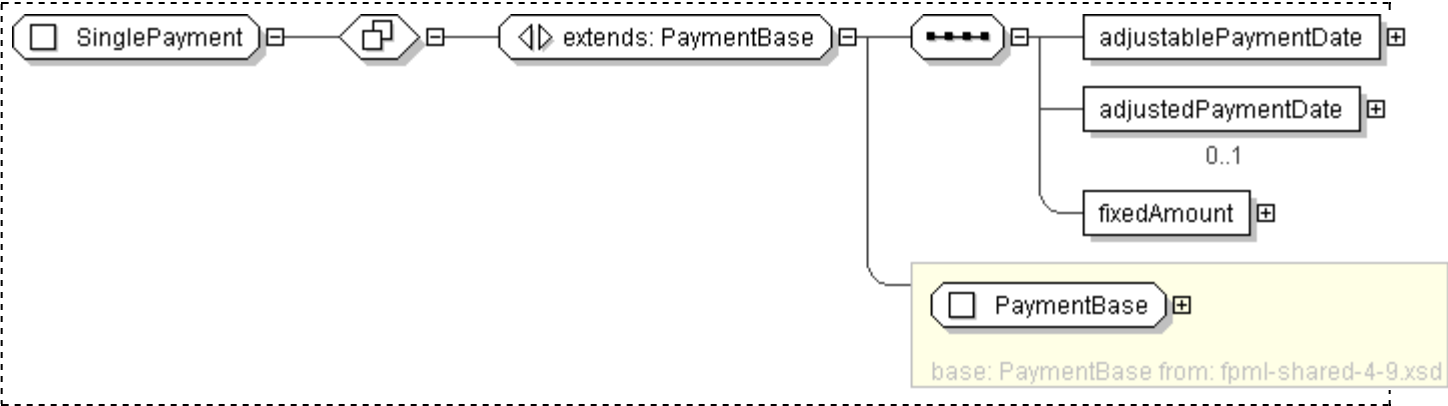 SinglePayment
extends: PaymentBase
adjustablePaymentDate
adjustedPaymentDate
0..1
fixedAmount
PaymentBase
base: PaymentBase from: fpml-shared-4-9.xsd